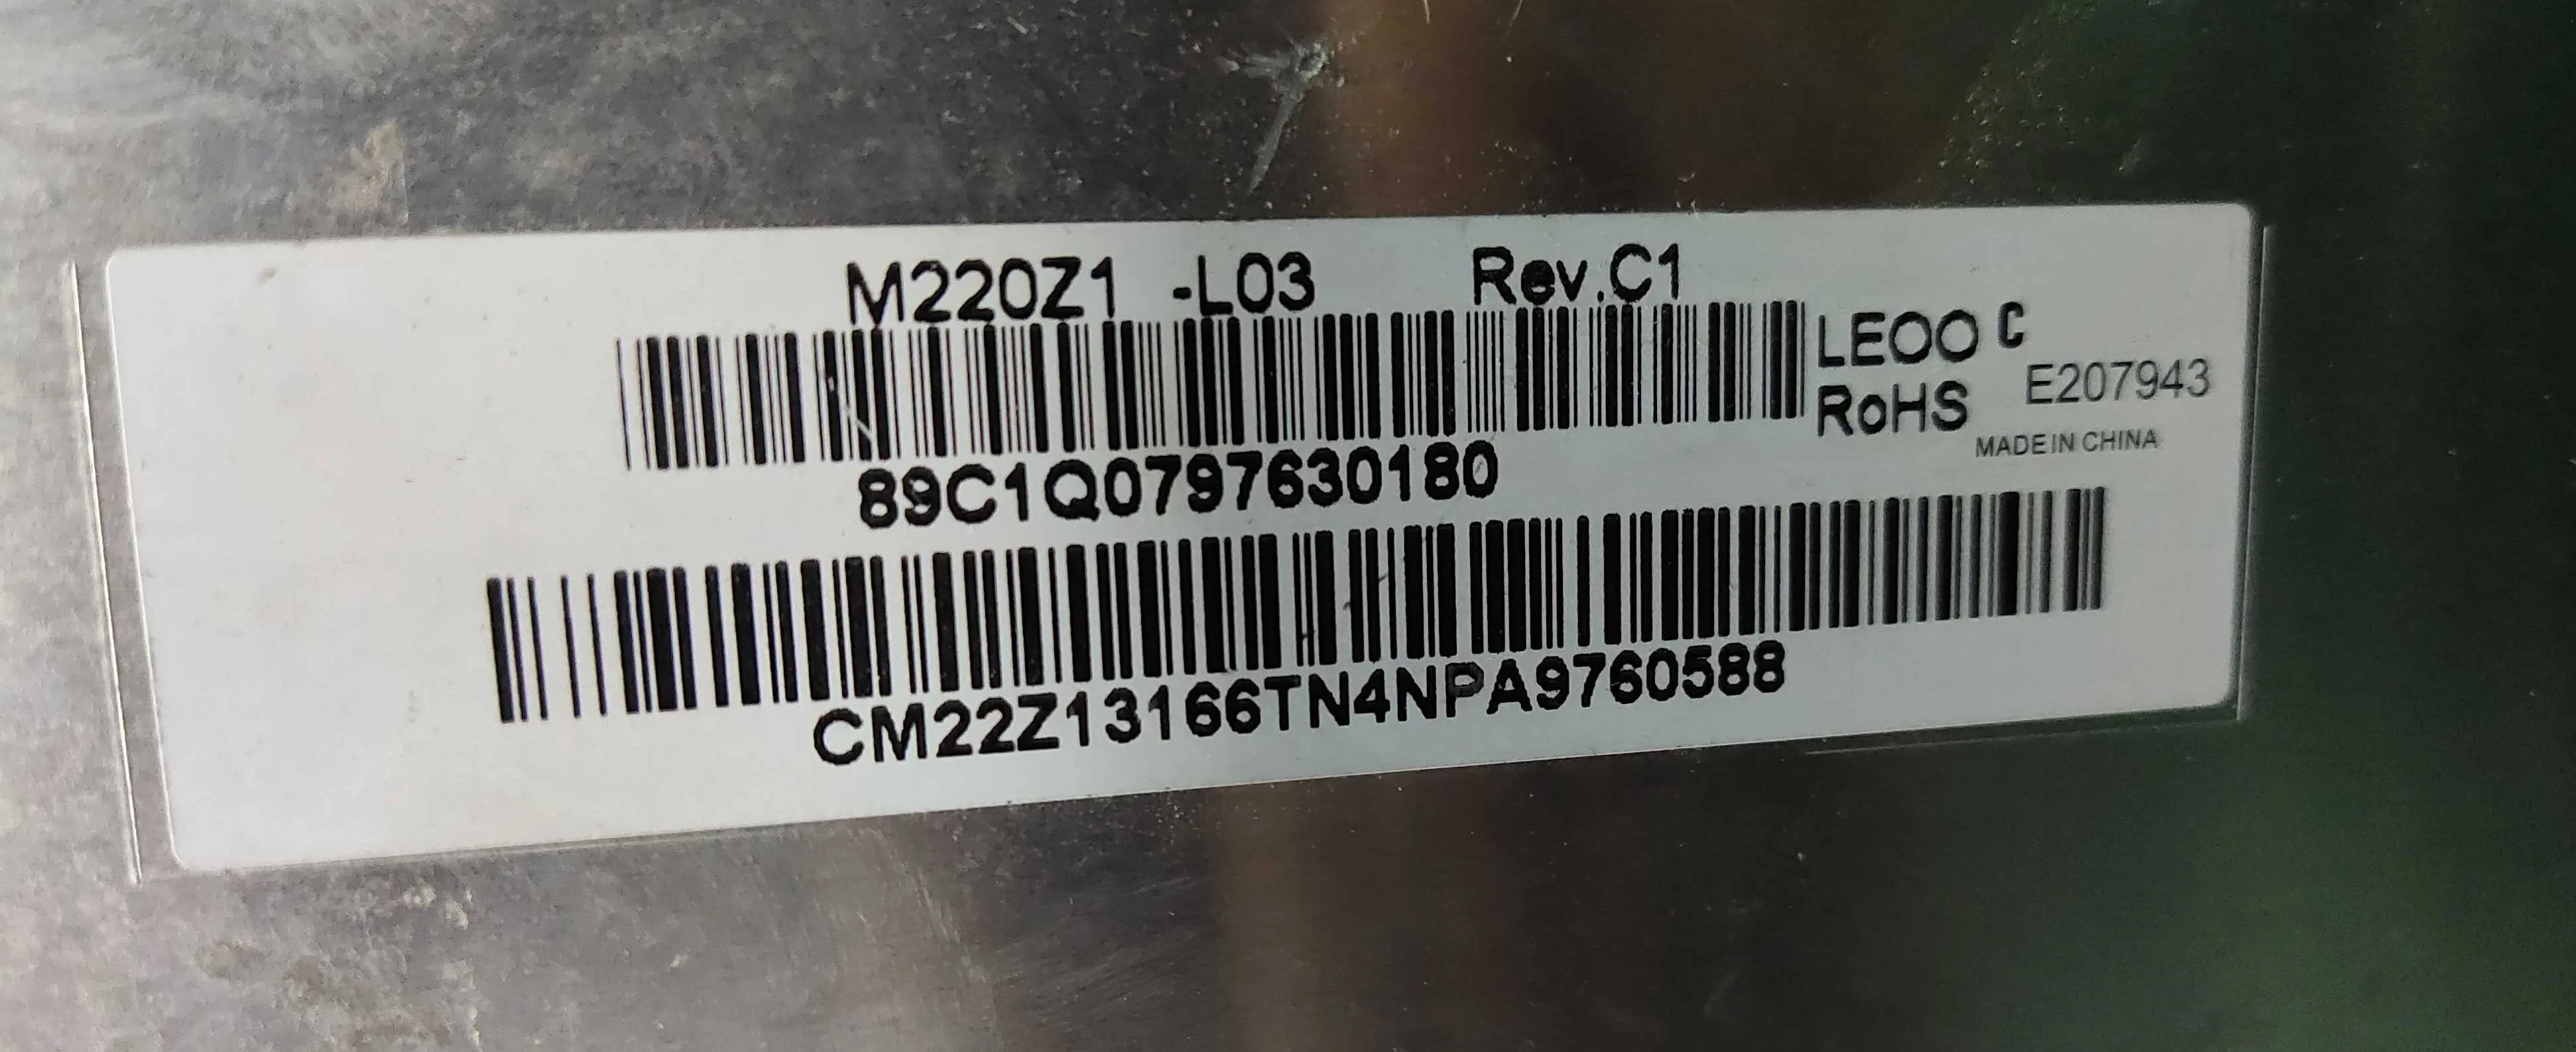 M220Z1 -L03 Rev.C1
LEOO C
RoHS E207943
MADE IN CHINA
89C1Q0797630180
CM22Z13166TN4NPA9760588